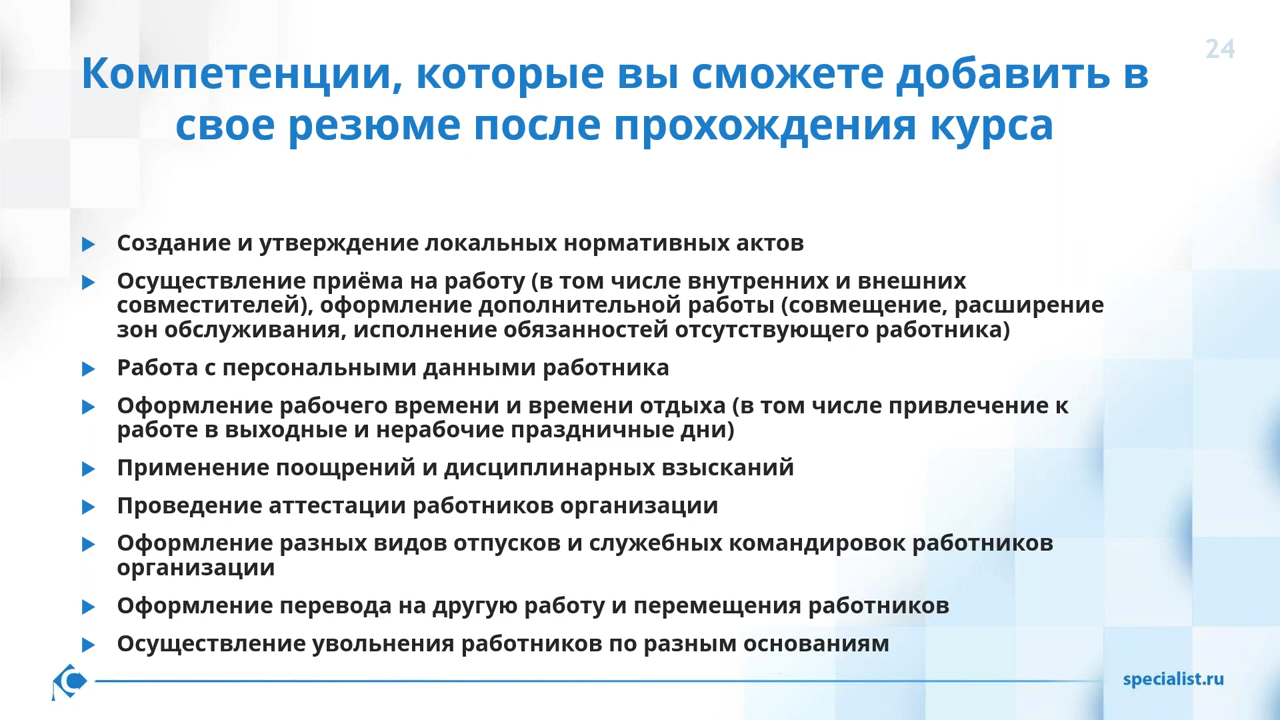 24
Компетенции, которые вы сможете добавить в
свое резюме после прохождения курса
Создание и утверждение локальных нормативных актов
Осуществление приёма на работу (в том числе внутренних и внешних
совместителей), оформление дополнительной работы (совмещение, расширение
зон обслуживания, исполнение обязанностей отсутствующего работника)
Работа с персональными данными работника
Оформление рабочего времени и времени отдыха (в том числе привлечение к
работе в выходные и нерабочие праздничные дни)
Применение поощрений и дисциплинарных взысканий
Проведение аттестации работников организации
Оформление разных видов отпусков и служебных командировок работников
организации
Оформление перевода на другую работу и перемещения работников
Осуществление увольнения работников по разным основаниям
specialist.ru